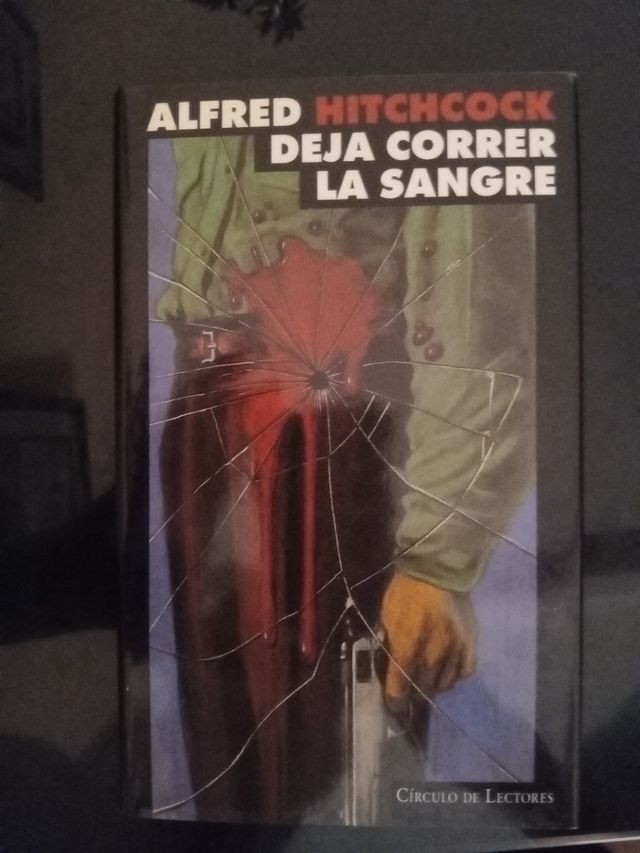 ALFRED HITCHCOCK
DEJA CORRER
LA SANGRE
CÍRCULO DE LECTORES